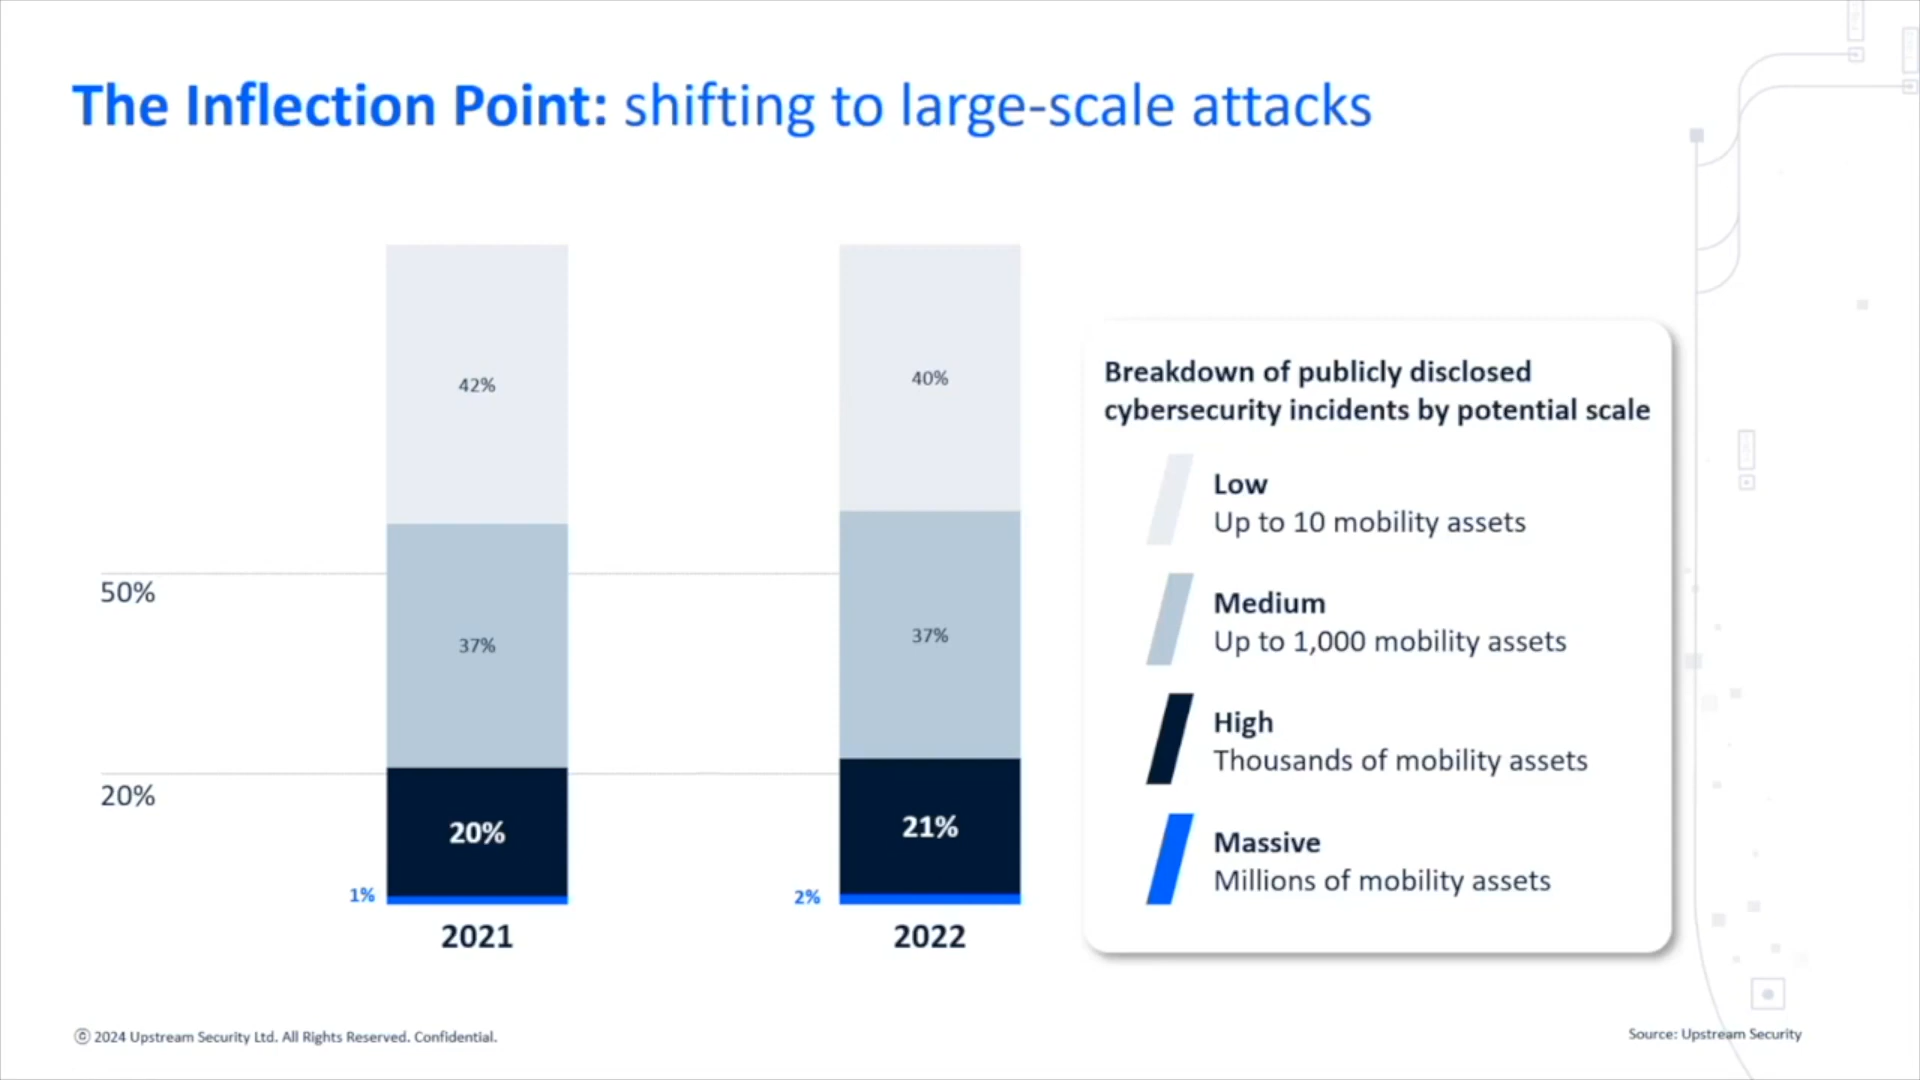 The Inflection Point: shifting to large-scale attacks
42%
40%
50%
37%
37%
20%
20%
21%
1%
2%
2021
2022
Breakdown of publicly disclosed
cybersecurity incidents by potential scale
Low
Up to 10 mobility assets
Medium
Up to 1,000 mobility assets
High
Thousands of mobility assets
Massive
Millions of mobility assets
© 2024 Upstream Security Ltd. All Rights Reserved. Confidential.
Source: Upstream Security